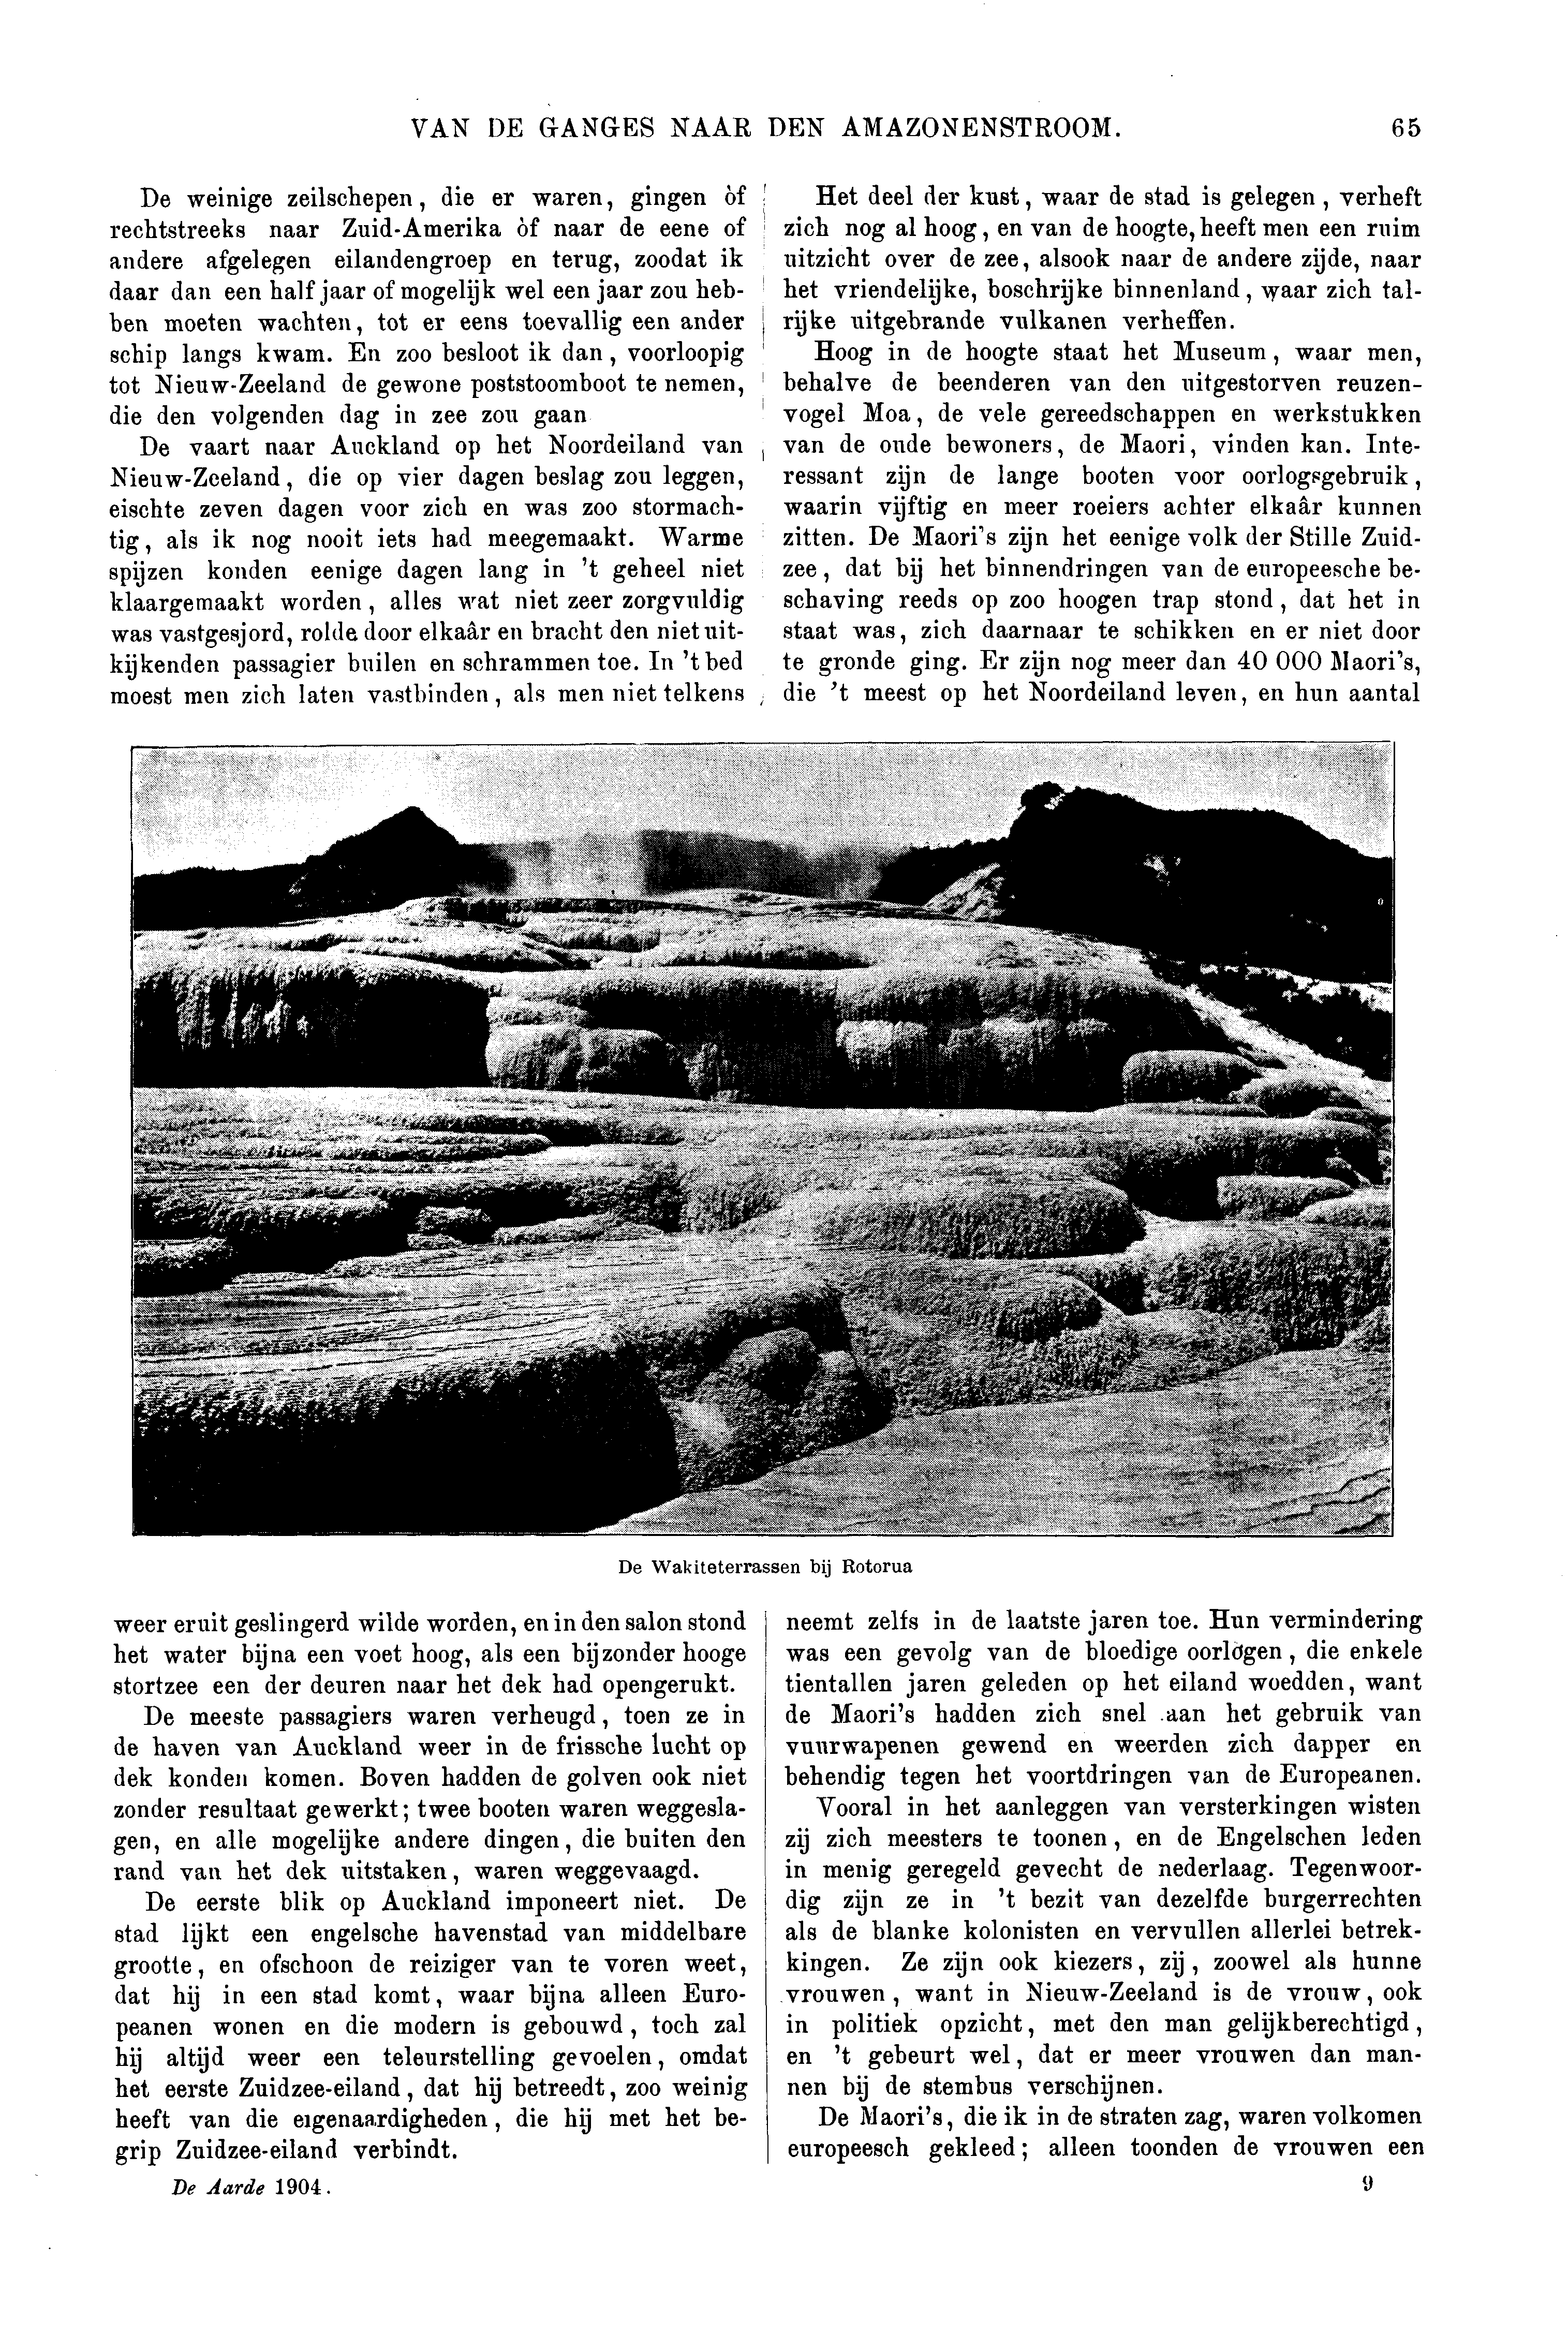 VAN DE GANGES NAAR DEN AMAZONENSTROOM. 65
De weinige zeilschepen, die er waren, gingen òf
rechtstreeks naar Zuid-Amerika òf naar de eene of
andere afgelegen eilandengroep en terug, zoodat ik
daar dan een half jaar of mogelijk wel een jaar zou heb-
ben moeten wachten, tot er eens toevallig een ander
schip langs kwam. En zoo besloot ik dan, voorloopig
tot Nieuw-Zeeland de gewone poststoomboot te nemen,
die den volgenden dag in zee zou gaan
De vaart naar Auckland op het Noordeiland van
Nieuw-Zeeland, die op vier dagen beslag zou leggen,
eischte zeven dagen voor zich en was zoo stormach-
tig, als ik nog nooit iets had meegemaakt. Warme
spijzen konden eenige dagen lang in 't geheel niet
klaargemaakt worden, alles wat niet zeer zorgvuldig
was vastgesjord, rolde door elkaâr en bracht den niet uit-
kijkenden passagier builen en schrammen toe. In 't bed
moest men zich laten vastbinden, als men niet telkens
Het deel der kust, waar de stad is gelegen, verheft
zich nog al hoog, en van de hoogte, heeft men een ruim
uitzicht over de zee, alsook naar de andere zijde, naar
het vriendelijke, boschrijke binnenland, waar zich tal-
rijke uitgebrande vulkanen verheffen.
Hoog in de hoogte staat het Museum, waar men,
behalve de beenderen van den uitgestorven reuzen-
vogel Moa, de vele gereedschappen en werkstukken
van de oude bewoners, de Maori, vinden kan. Inte-
ressant zijn de lange booten voor oorlogsgebruik,
waarin vijftig en meer roeiers achter elkaâr kunnen
zitten. De Maori's zijn het eenige volk der Stille Zuid-
zee, dat bij het binnendringen van de europeesche be-
schaving reeds op zoo hoogen trap stond, dat het in
staat was, zich daarnaar te schikken en er niet door
te gronde ging. Er zijn nog meer dan 40 000 Maori's,
die 't meest op het Noordeiland leven, en hun aantal
De Wakiteterrassen bij Rotorua
weer eruit geslingerd wilde worden, en in den salon stond
het water bijna een voet hoog, als een bijzonder hooge
stortzee een der deuren naar het dek had opengerukt.
De meeste passagiers waren verheugd, toen ze in
de haven van Auckland weer in de frissche lucht op
dek konden komen. Boven hadden de golven ook niet
zonder resultaat gewerkt; twee booten waren weggesla-
gen, en alle mogelijke andere dingen, die buiten den
rand van het dek uitstaken, waren weggevaagd.
De eerste blik op Auckland imponeert niet. De
stad lijkt een engelsche havenstad van middelbare
grootte, en ofschoon de reiziger van te voren weet,
dat hij in een stad komt, waar bijna alleen Euro-
peanen wonen en die modern is gebouwd, toch zal
hij altijd weer een teleurstelling gevoelen, omdat
het eerste Zuidzee-eiland, dat hij betreedt, zoo weinig
heeft van die eigenaardigheden, die hij met het be-
grip Zuidzee-eiland verbindt.
neemt zelfs in de laatste jaren toe. Hun vermindering
was een gevolg van de bloedige oorlogen, die enkele
tientallen jaren geleden op het eiland woedden, want
de Maori's hadden zich snel aan het gebruik van
vuurwapenen gewend en weerden zich dapper en
behendig tegen het voortdringen van de Europeanen.
Vooral in het aanleggen van versterkingen wisten
zij zich meesters te toonen, en de Engelschen leden
in menig geregeld gevecht de nederlaag. Tegenwoor-
dig zijn ze in 't bezit van dezelfde burgerrechten
als de blanke kolonisten en vervullen allerlei betrek-
kingen. Ze zijn ook kiezers, zij, zoowel als hunne
vrouwen, want in Nieuw-Zeeland is de vrouw, ook
in politiek opzicht, met den man gelijkberechtigd,
en 't gebeurt wel, dat er meer vrouwen dan man-
nen bij de stembus verschijnen.
De Maori's, die ik in de straten zag, waren volkomen
europeesch gekleed; alleen toonden de vrouwen een
De Aarde 1904. 9